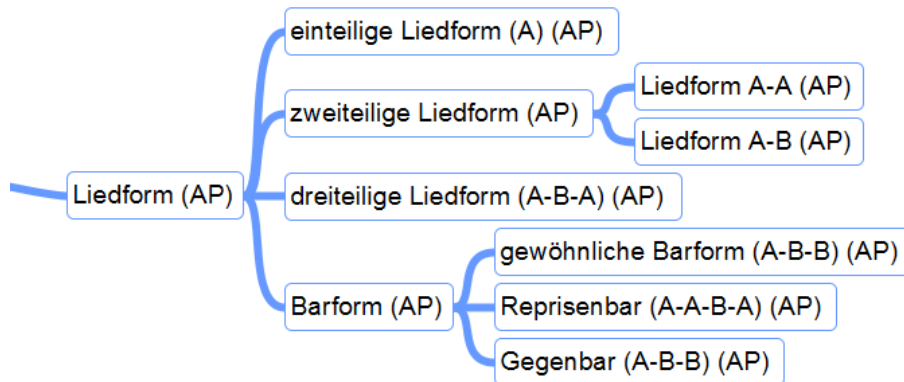 einteilige Liedform (A) (AP)
Liedform A-A (AP)
zweiteilige Liedform (AP)
Liedform A-B (AP)
Liedform (AP)
dreiteilige Liedform (A-B-A) (AP)
gewöhnliche Barform (A-B-B) (AP)
Barform (AP)
Reprisenbar (A-A-B-A) (AP)
Gegenbar (A-B-B) (AP)